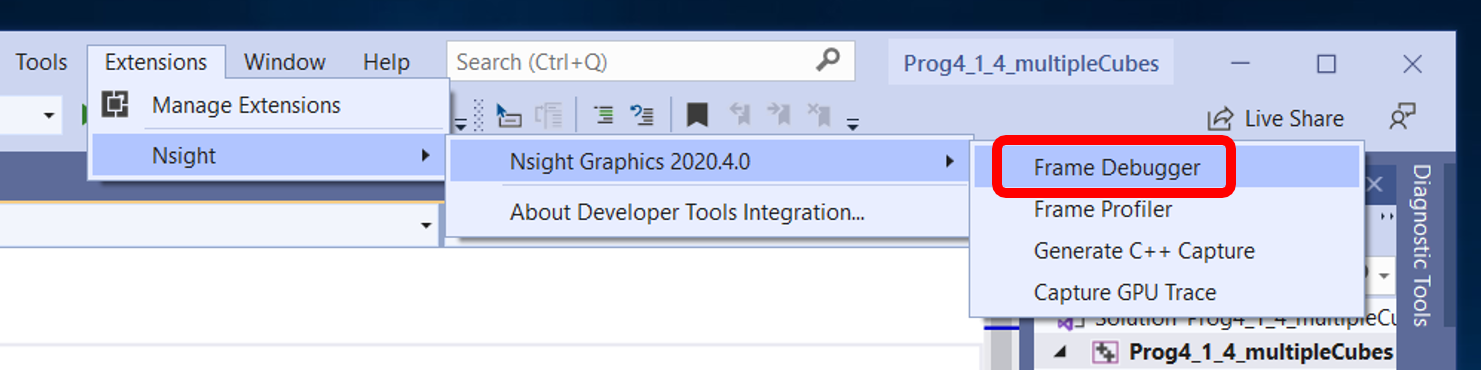 Tools Extensions Window Help Search (Ctrl+Q) Prog4_1_4_multipleCubes
Manage Extensions
Live Share
Nsight
Nsight Graphics 2020.4.0
Frame Debugger
About Developer Tools Integration...
Frame Profiler
Generate C++ Capture
Capture GPU Trace
Diagnostic Tools
Solution 'Prog4_1_4_multipleCu
Prog4_1_4_multipleCubes